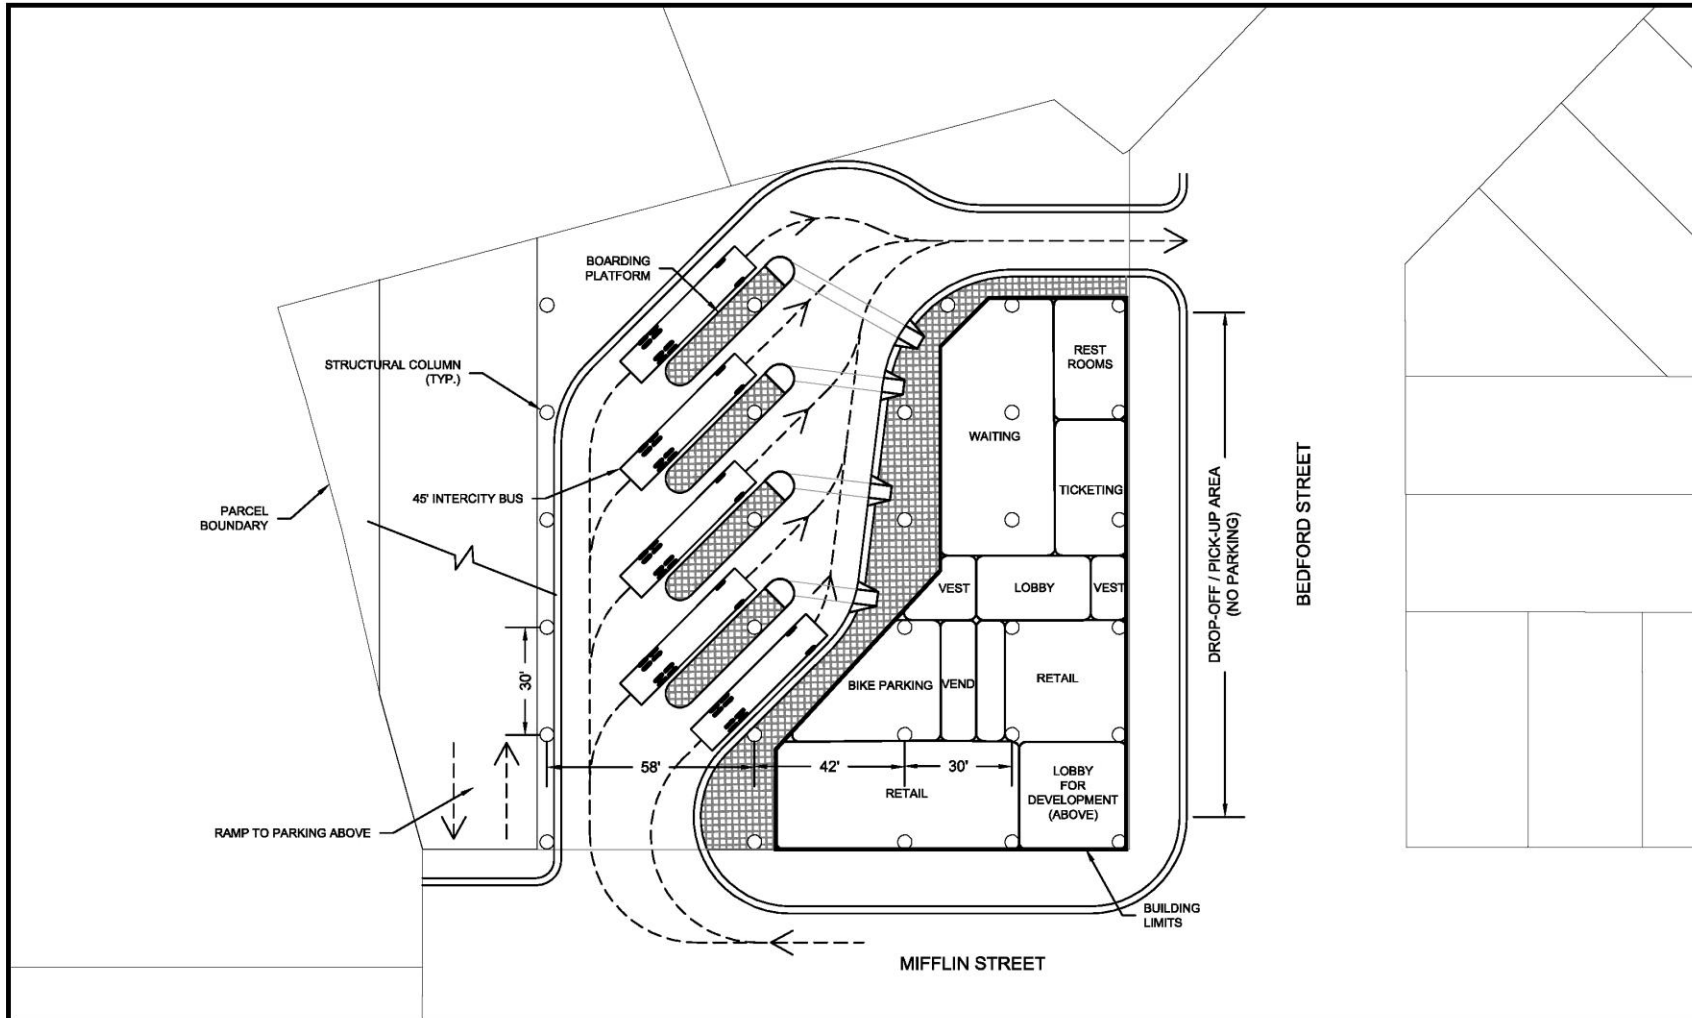 BOARDING
PLATFORM
STRUCTURAL COLUMN
(TYP.)
45' INTERCITY BUS
PARCEL
BOUNDARY
RAMP TO PARKING ABOVE
30'
58'
42'
30'
REST
ROOMS
WAITING
TICKETING
VEST
LOBBY
VEST
BIKE PARKING
VEND
RETAIL
RETAIL
LOBBY
FOR
DEVELOPMENT
(ABOVE)
DROP-OFF / PICK-UP AREA
(NO PARKING)
BEDFORD STREET
BUILDING
LIMITS
MIFFLIN STREET